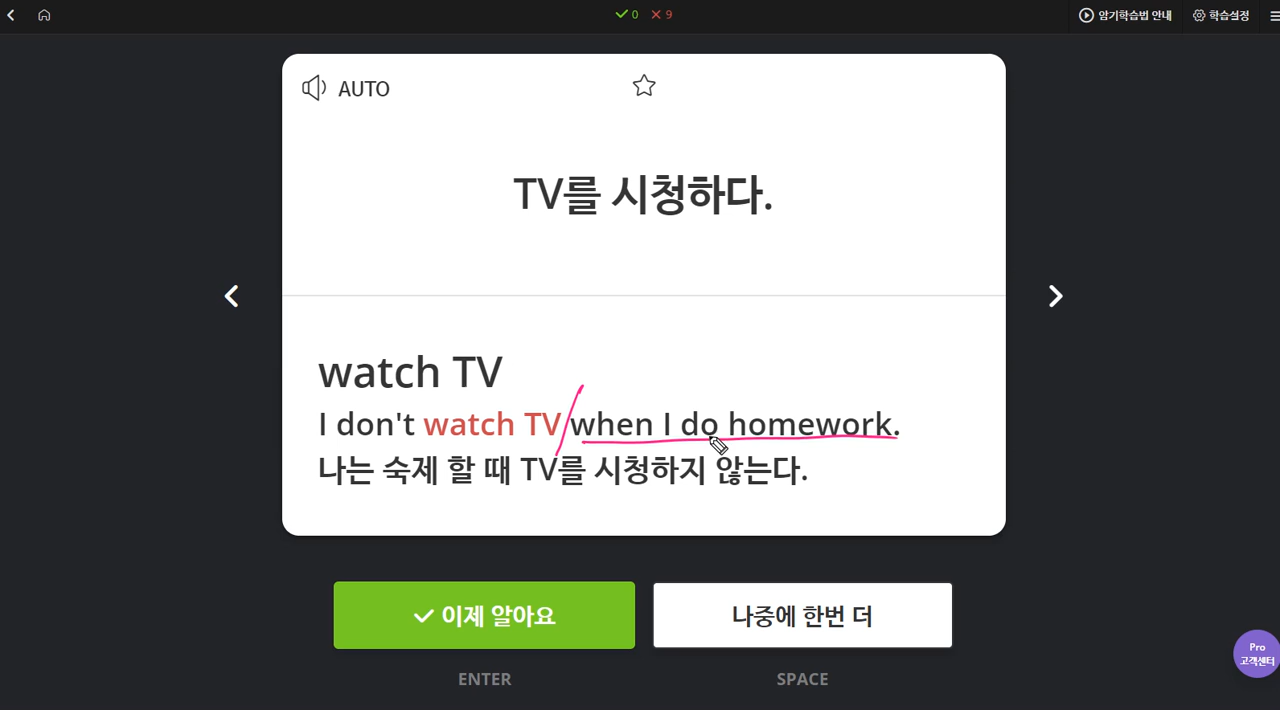 0 9 암기학습법 안내 학습설정
AUTO
TV를 시청하다.
watch TV
I don't watch TV when I do homework.
나는 숙제 할 때 TV를 시청하지 않는다.
이제 알아요 나중에 한번 더
ENTER SPACE
Pro
고객센터